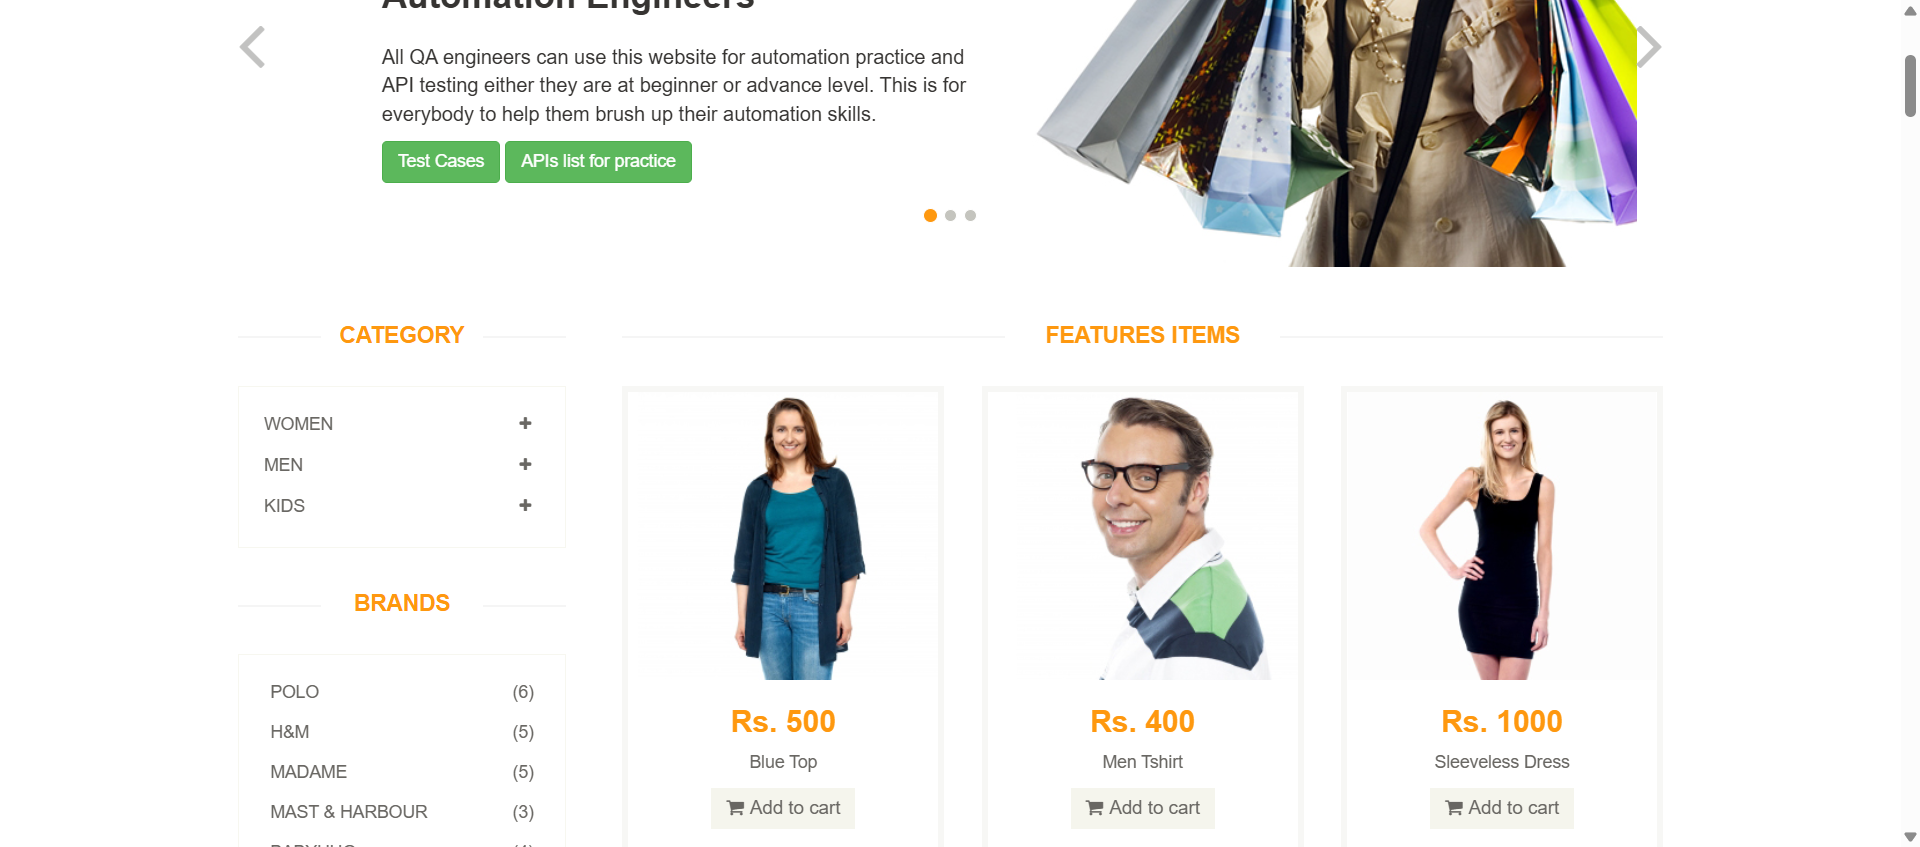 Automation Engineers
All QA engineers can use this website for automation practice and
API testing either they are at beginner or advance level. This is for
everybody to help them brush up their automation skills.
Test Cases
APIs list for practice
CATEGORY
WOMEN
MEN
KIDS
BRANDS
POLO (6)
H&M (5)
MADAME (5)
MAST & HARBOUR (3)
FEATURES ITEMS
Rs. 500
Blue Top
Add to cart
Rs. 400
Men Tshirt
Add to cart
Rs. 1000
Sleeveless Dress
Add to cart